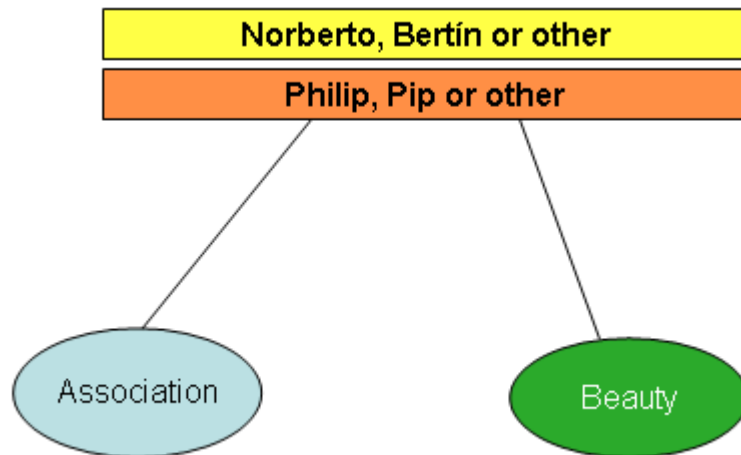 Norberto, Bertín or other
Philip, Pip or other
Association
Beauty